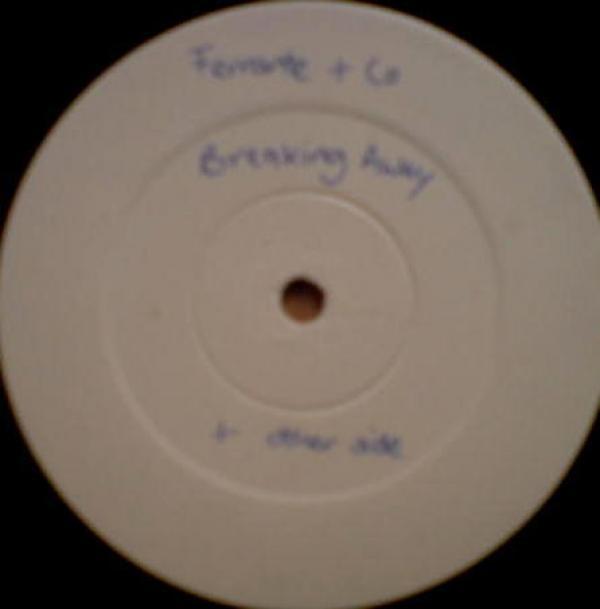 Ferrante + Co
Breaking Away
+ other side